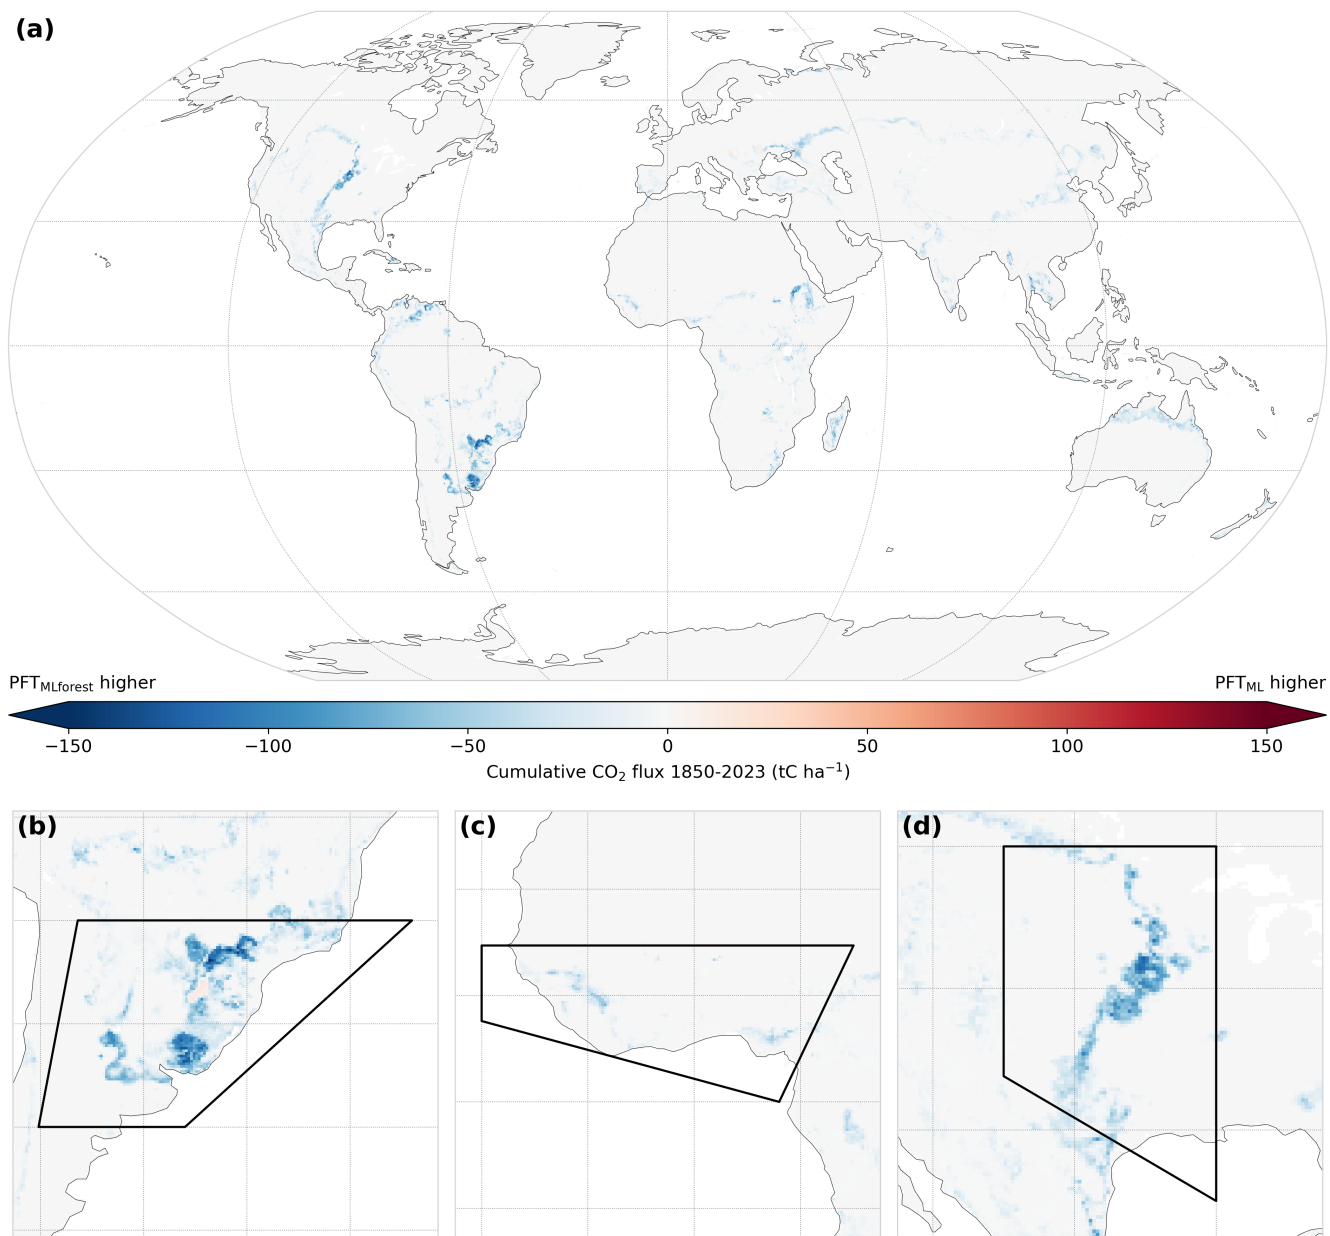 (a)
PFT_MLforest higher
PFT_ML higher
−150 −100 −50 0 50 100 150
Cumulative CO₂ flux 1850-2023 (tC ha⁻¹)
(b) (c) (d)